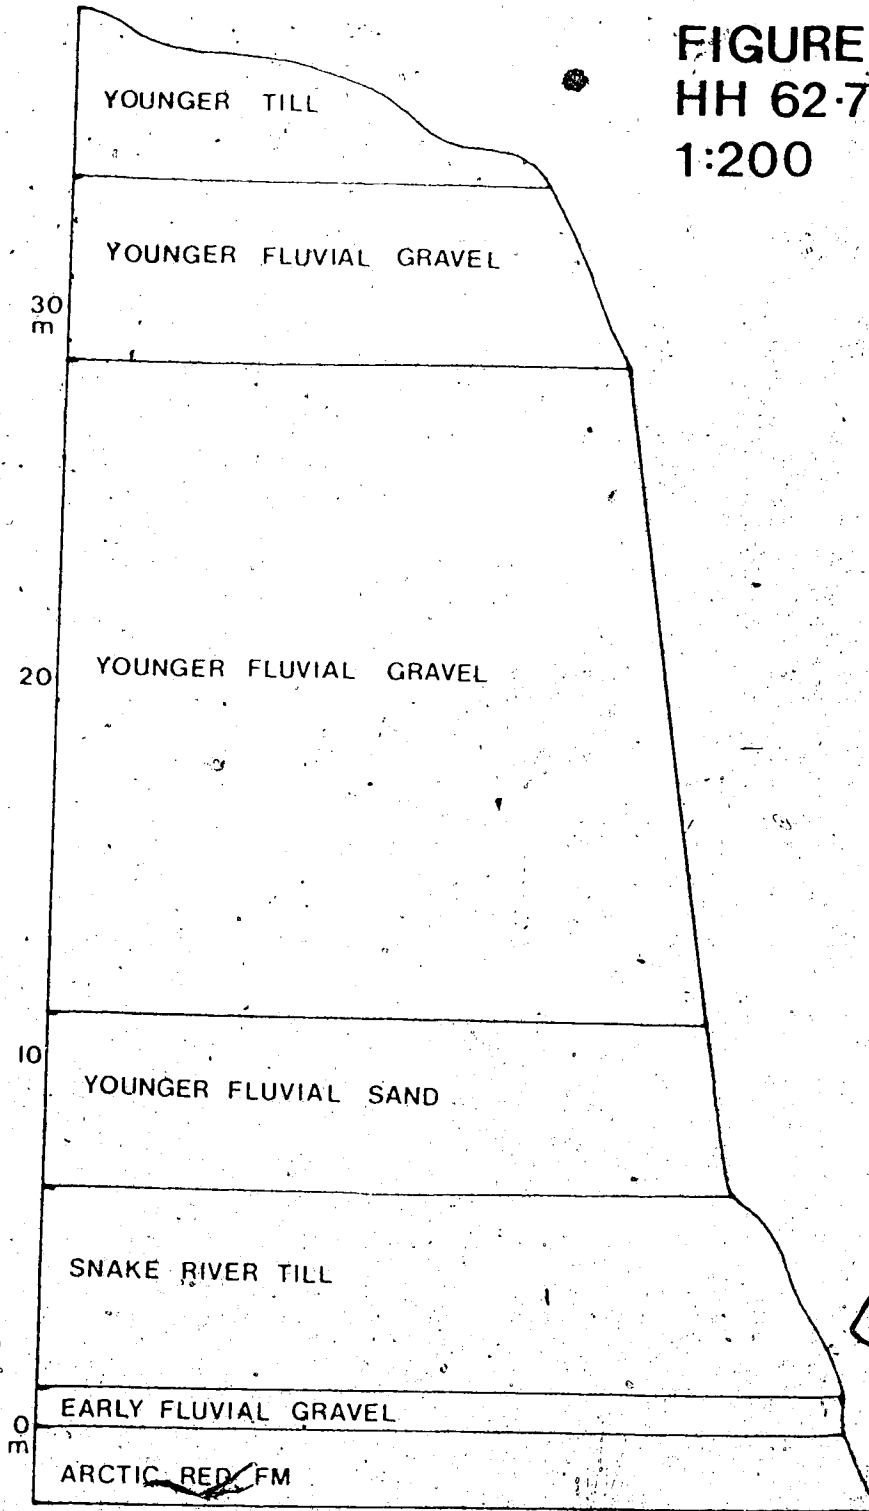 FIGURE
HH 62·7
1:200
YOUNGER TILL
YOUNGER FLUVIAL GRAVEL
30
m
YOUNGER FLUVIAL GRAVEL
20
10
YOUNGER FLUVIAL SAND
SNAKE RIVER TILL
EARLY FLUVIAL GRAVEL
0
m
ARCTIC RED FM